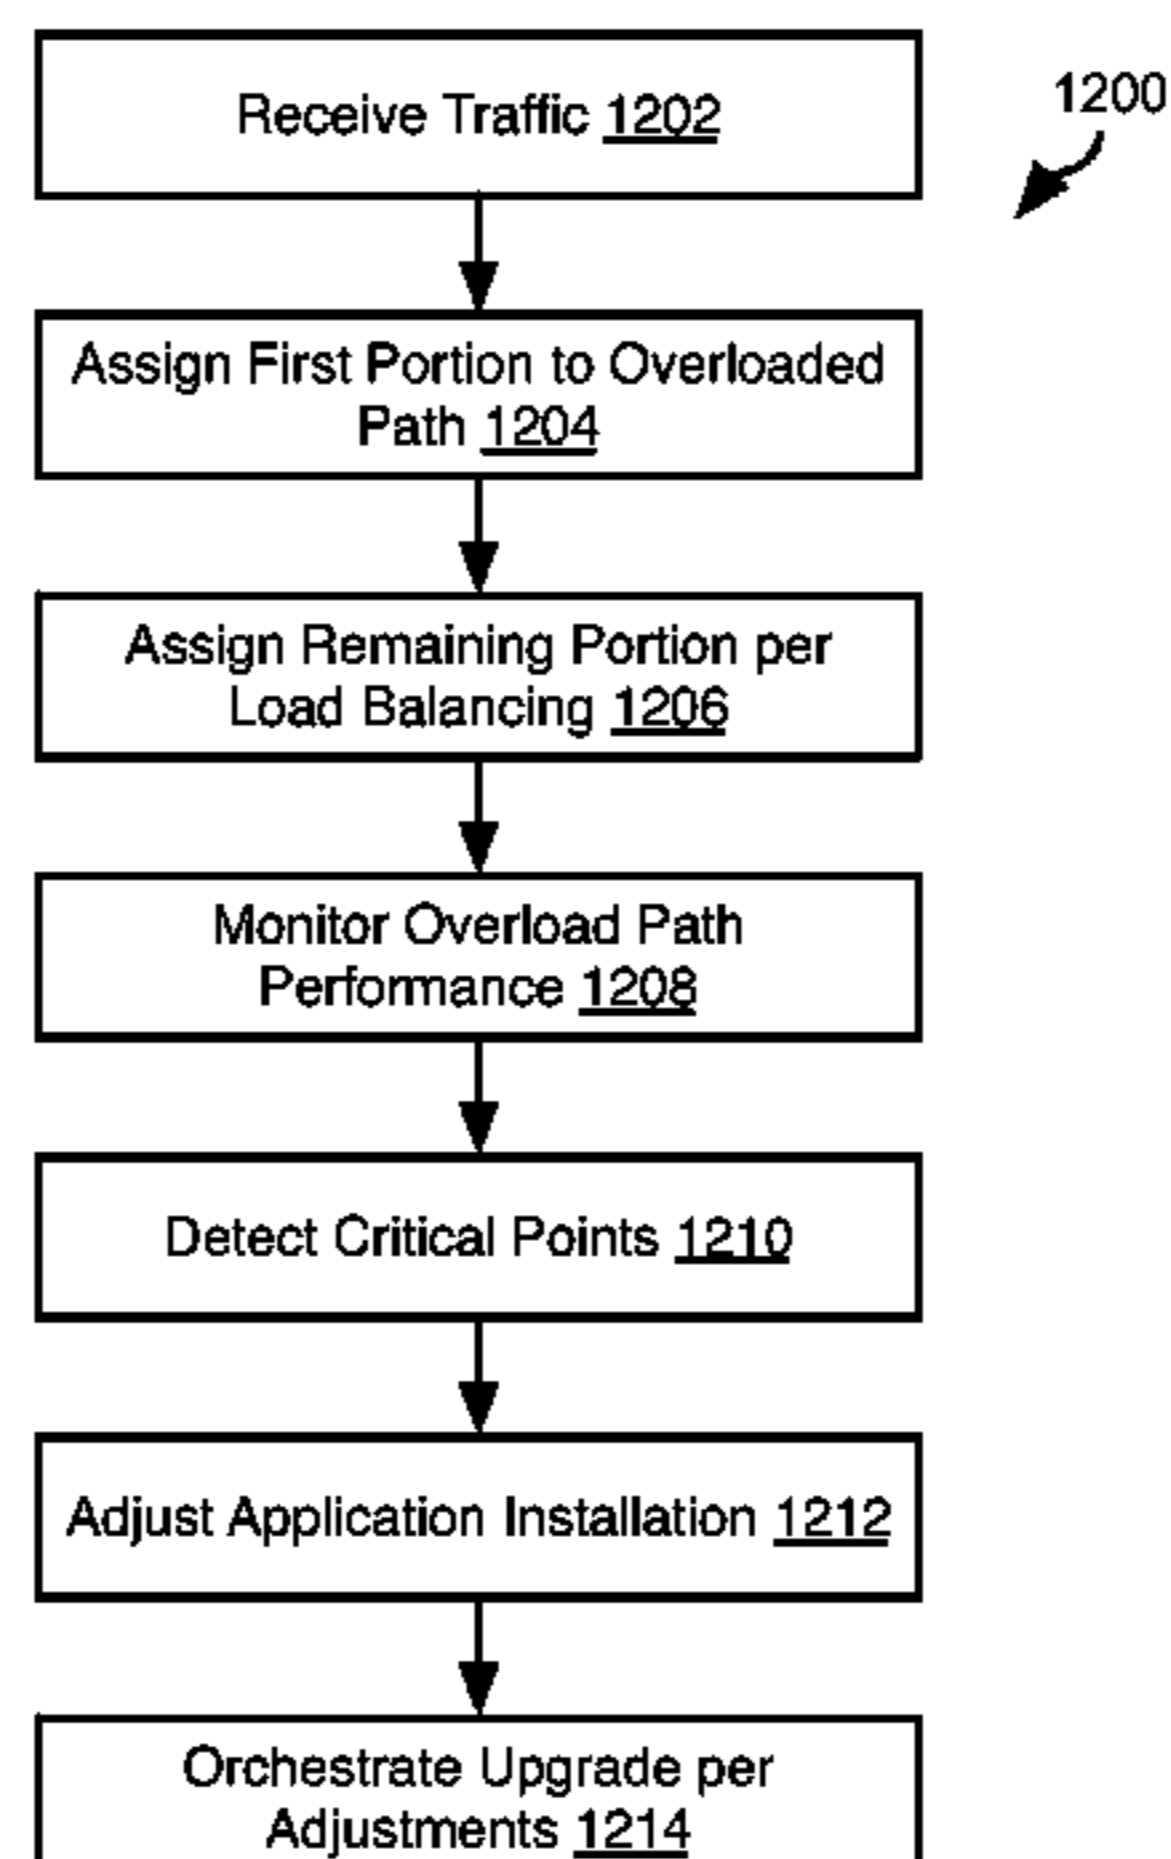 Receive Traffic 1202
1200
Assign First Portion to Overloaded
Path 1204
Assign Remaining Portion per
Load Balancing 1206
Monitor Overload Path
Performance 1208
Detect Critical Points 1210
Adjust Application Installation 1212
Orchestrate Upgrade per
Adjustments 1214